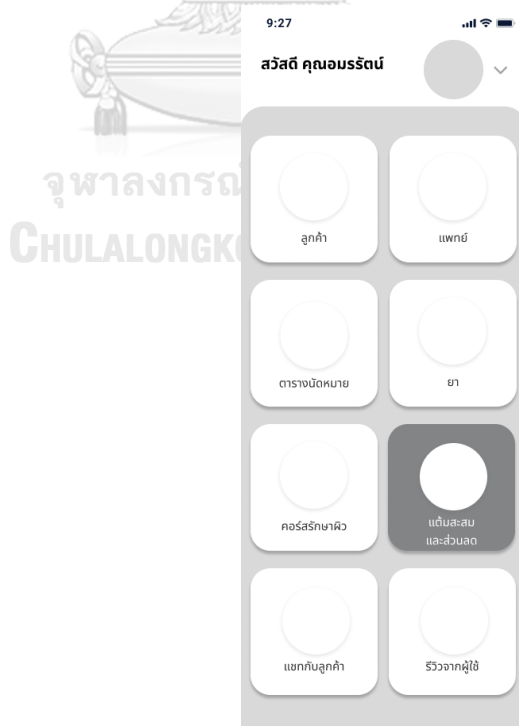 9:27
สวัสดี คุณอมรรัตน์
ลูกค้า
แพทย์
จุฬาลงกรณ์
CHULALONGK
ตารางนัดหมาย
ยา
คอร์สรักษาผิว
แต้มสะสม
และส่วนลด
แชทกับลูกค้า
รีวิวจากผู้ใช้